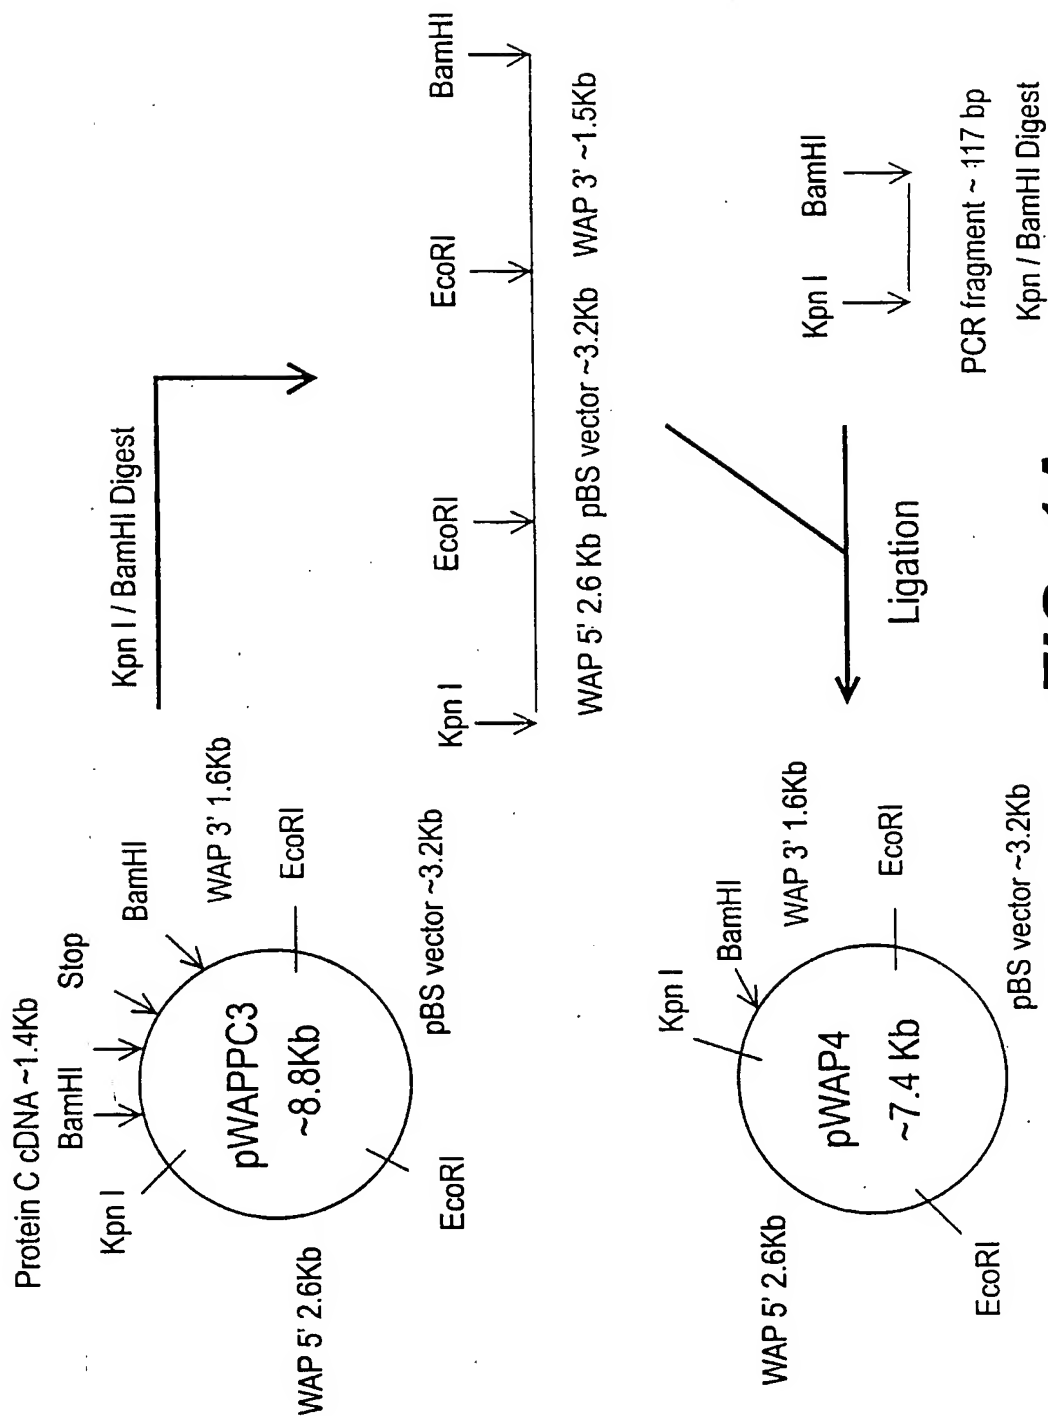 Protein C cDNA ~1.4Kb
BamHI
Stop
BamHI
Kpn I
WAP 3' 1.6Kb
pWAPPC3
~8.8Kb
EcoRI
WAP 5' 2.6Kb
EcoRI
pBS vector ~3.2Kb
Kpn I / BamHI Digest
Kpn I
EcoRI
EcoRI
BamHI
WAP 5' 2.6 Kb pBS vector ~3.2Kb WAP 3' ~1.5Kb
Kpn I
BamHI
PCR fragment ~ 117 bp
Kpn / BamHI Digest
Ligation
Kpn I
BamHI
WAP 3' 1.6Kb
WAP 5' 2.6Kb
pWAP4
~7.4 Kb
EcoRI
EcoRI
pBS vector ~3.2Kb